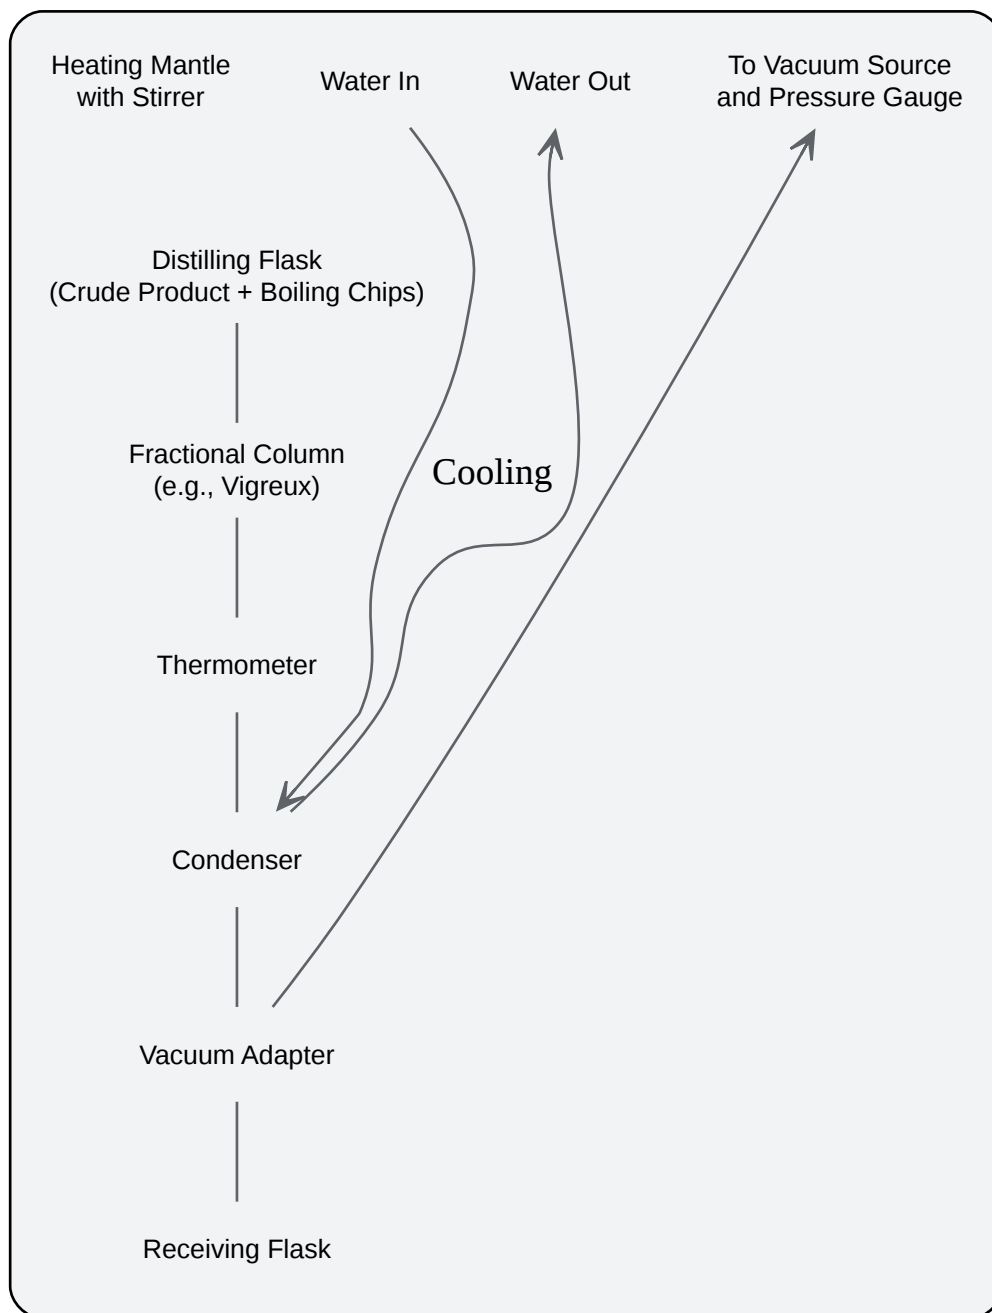 Heating Mantle
with Stirrer
Water In
Water Out
To Vacuum Source
and Pressure Gauge
Distilling Flask
(Crude Product + Boiling Chips)
Fractional Column
(e.g., Vigreux)
Cooling
Thermometer
Condenser
Vacuum Adapter
Receiving Flask